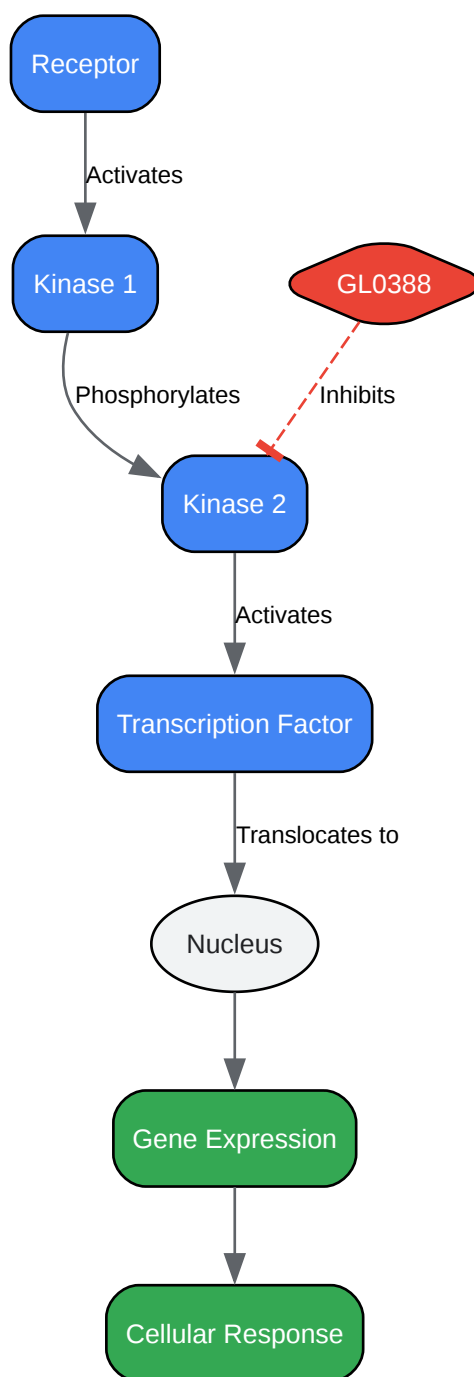 Receptor
Activates
Kinase 1
GL0388
Phosphorylates
Inhibits
Kinase 2
Activates
Transcription Factor
Translocates to
Nucleus
Gene Expression
Cellular Response